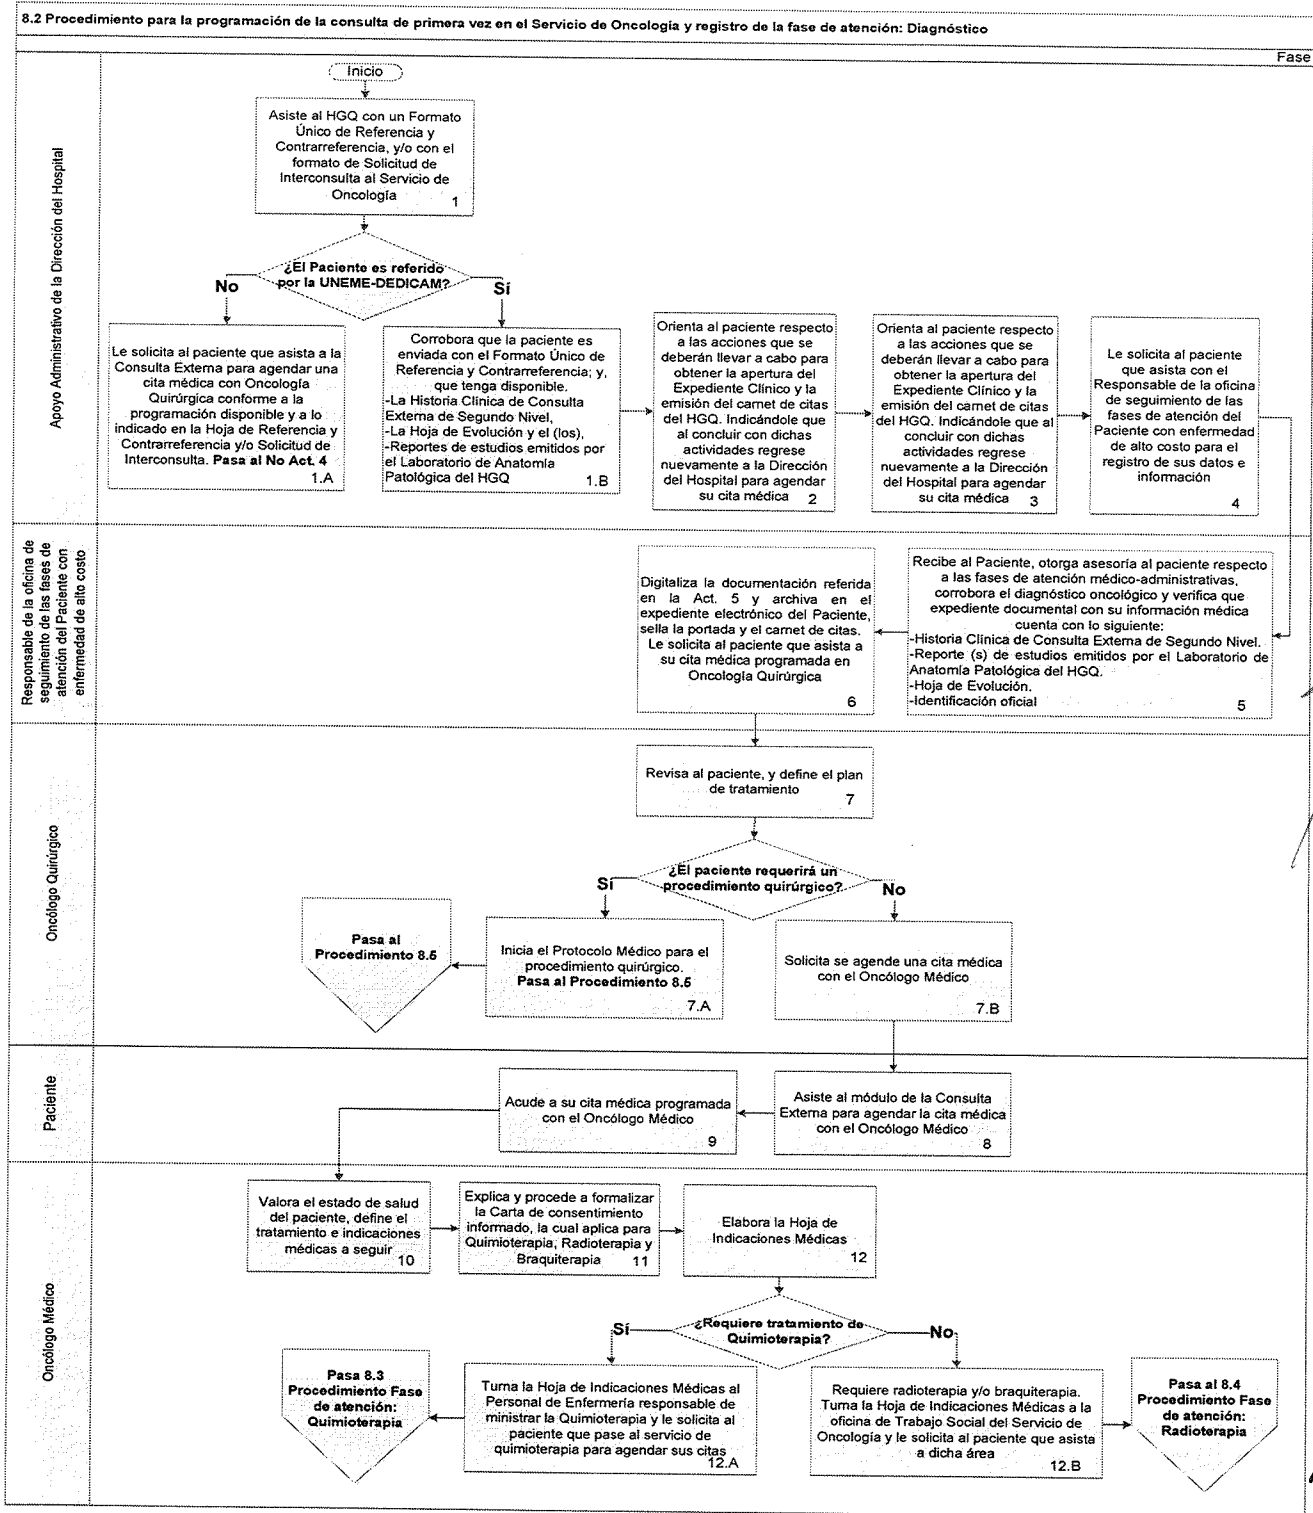 8.2 Procedimiento para la programación de la consulta de primera vez en el Servicio de Oncología y registro de la fase de atención: Diagnóstico
Fase
Apoyo Administrativo de la Dirección del Hospital
Inicio
Asiste al HGQ con un Formato
Único de Referencia y
Contrarreferencia, y/o con el
formato de Solicitud de
Interconsulta al Servicio de
Oncología
1
¿El Paciente es referido
por la UNEME-DEDICAM?
No
Sí
Le solicita al paciente que asista a la
Consulta Externa para agendar una
cita médica con Oncología
Quirúrgica conforme a la
programación disponible y a lo
indicado en la Hoja de Referencia y
Contrarreferencia y/o Solicitud de
Interconsulta. Pasa al No Act. 4
1.A
Corrobora que la paciente es
enviada con el Formato Único de
Referencia y Contrarreferencia; y,
que tenga disponible.
-La Historia Clínica de Consulta
Externa de Segundo Nivel,
-La Hoja de Evolución y el (los),
-Reportes de estudios emitidos por
el Laboratorio de Anatomía
Patológica del HGQ
1.B
Orienta al paciente respecto
a las acciones que se
deberán llevar a cabo para
obtener la apertura del
Expediente Clínico y la
emisión del carnet de citas
del HGQ. Indicándole que
al concluir con dichas
actividades regrese
nuevamente a la Dirección
del Hospital para agendar
su cita médica
2
Orienta al paciente respecto
a las acciones que se
deberán llevar a cabo para
obtener la apertura del
Expediente Clínico y la
emisión del carnet de citas
del HGQ. Indicándole que al
concluir con dichas
actividades regrese
nuevamente a la Dirección
del Hospital para agendar
su cita médica
3
Le solicita al paciente
que asista con el
Responsable de la oficina
de seguimiento de las
fases de atención del
Paciente con enfermedad
de alto costo para el
registro de sus datos e
información
4
Responsable de la oficina de
seguimiento de las fases de
atención del Paciente con
enfermedad de alto costo
Digitaliza la documentación referida
en la Act. 5 y archiva en el
expediente electrónico del Paciente,
sella la portada y el carnet de citas.
Le solicita al paciente que asista a
su cita médica programada en
Oncología Quirúrgica
6
Recibe al Paciente, otorga asesoría al paciente respecto
a las fases de atención médico-administrativas,
corrobora el diagnóstico oncológico y verifica que
expediente documental con su información médica
cuenta con lo siguiente:
-Historia Clínica de Consulta Externa de Segundo Nivel.
-Reporte (s) de estudios emitidos por el Laboratorio de
Anatomía Patológica del HGQ.
-Hoja de Evolución.
-Identificación oficial
5
Oncólogo Quirúrgico
Revisa al paciente, y define el plan
de tratamiento
7
¿El paciente requerirá un
procedimiento quirúrgico?
Sí
No
Pasa al
Procedimiento 8.5
Inicia el Protocolo Médico para el
procedimiento quirúrgico.
Pasa al Procedimiento 8.5
7.A
Solicita se agende una cita médica
con el Oncólogo Médico
7.B
Paciente
Acude a su cita médica programada
con el Oncólogo Médico
9
Asiste al módulo de la Consulta
Externa para agendar la cita médica
con el Oncólogo Médico
8
Oncólogo Médico
Valora el estado de salud
del paciente, define el
tratamiento e indicaciones
médicas a seguir
10
Explica y procede a formalizar
la Carta de consentimiento
informado, la cual aplica para
Quimioterapia, Radioterapia y
Braquiterapia
11
Elabora la Hoja de
Indicaciones Médicas
12
¿Requiere tratamiento de
Quimioterapia?
Sí
No
Pasa 8.3
Procedimiento Fase
de atención:
Quimioterapia
Turna la Hoja de Indicaciones Médicas al
Personal de Enfermería responsable de
ministrar la Quimioterapia y le solicita al
paciente que pase al servicio de
quimioterapia para agendar sus citas
12.A
Requiere radioterapia y/o braquiterapia.
Turna la Hoja de Indicaciones Médicas a la
oficina de Trabajo Social del Servicio de
Oncología y le solicita al paciente que asista
a dicha área
12.B
Pasa al 8.4
Procedimiento Fase
de atención:
Radioterapia